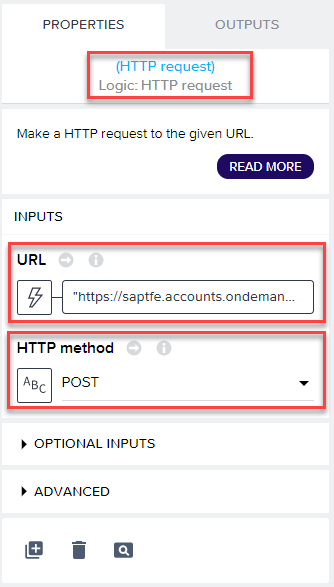 PROPERTIES OUTPUTS
(HTTP request)
Logic: HTTP request
Make a HTTP request to the given URL.
READ MORE
INPUTS
URL
"https://saptfe.accounts.ondeman...
HTTP method
ABC POST
OPTIONAL INPUTS
ADVANCED